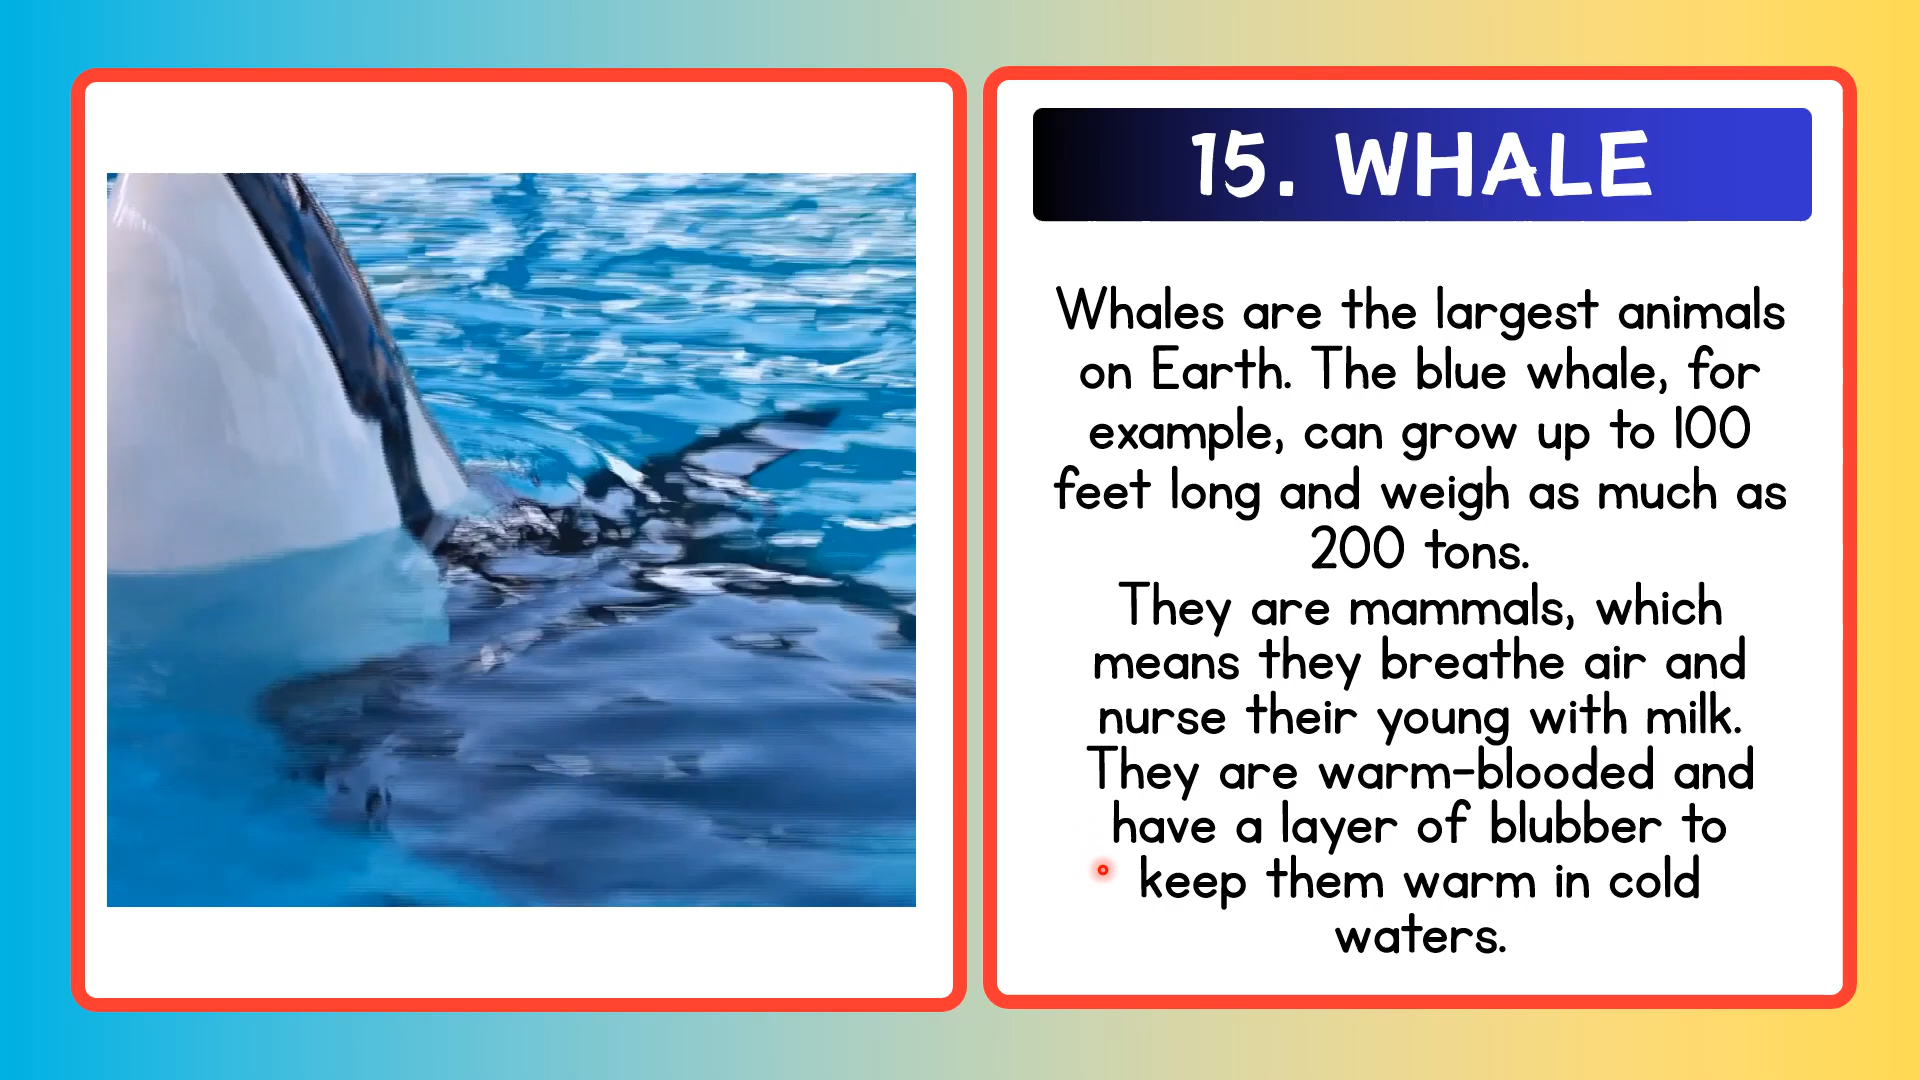 15. WHALE
Whales are the largest animals
on Earth. The blue whale, for
example, can grow up to 100
feet long and weigh as much as
200 tons.
They are mammals, which
means they breathe air and
nurse their young with milk.
They are warm-blooded and
have a layer of blubber to
keep them warm in cold
waters.